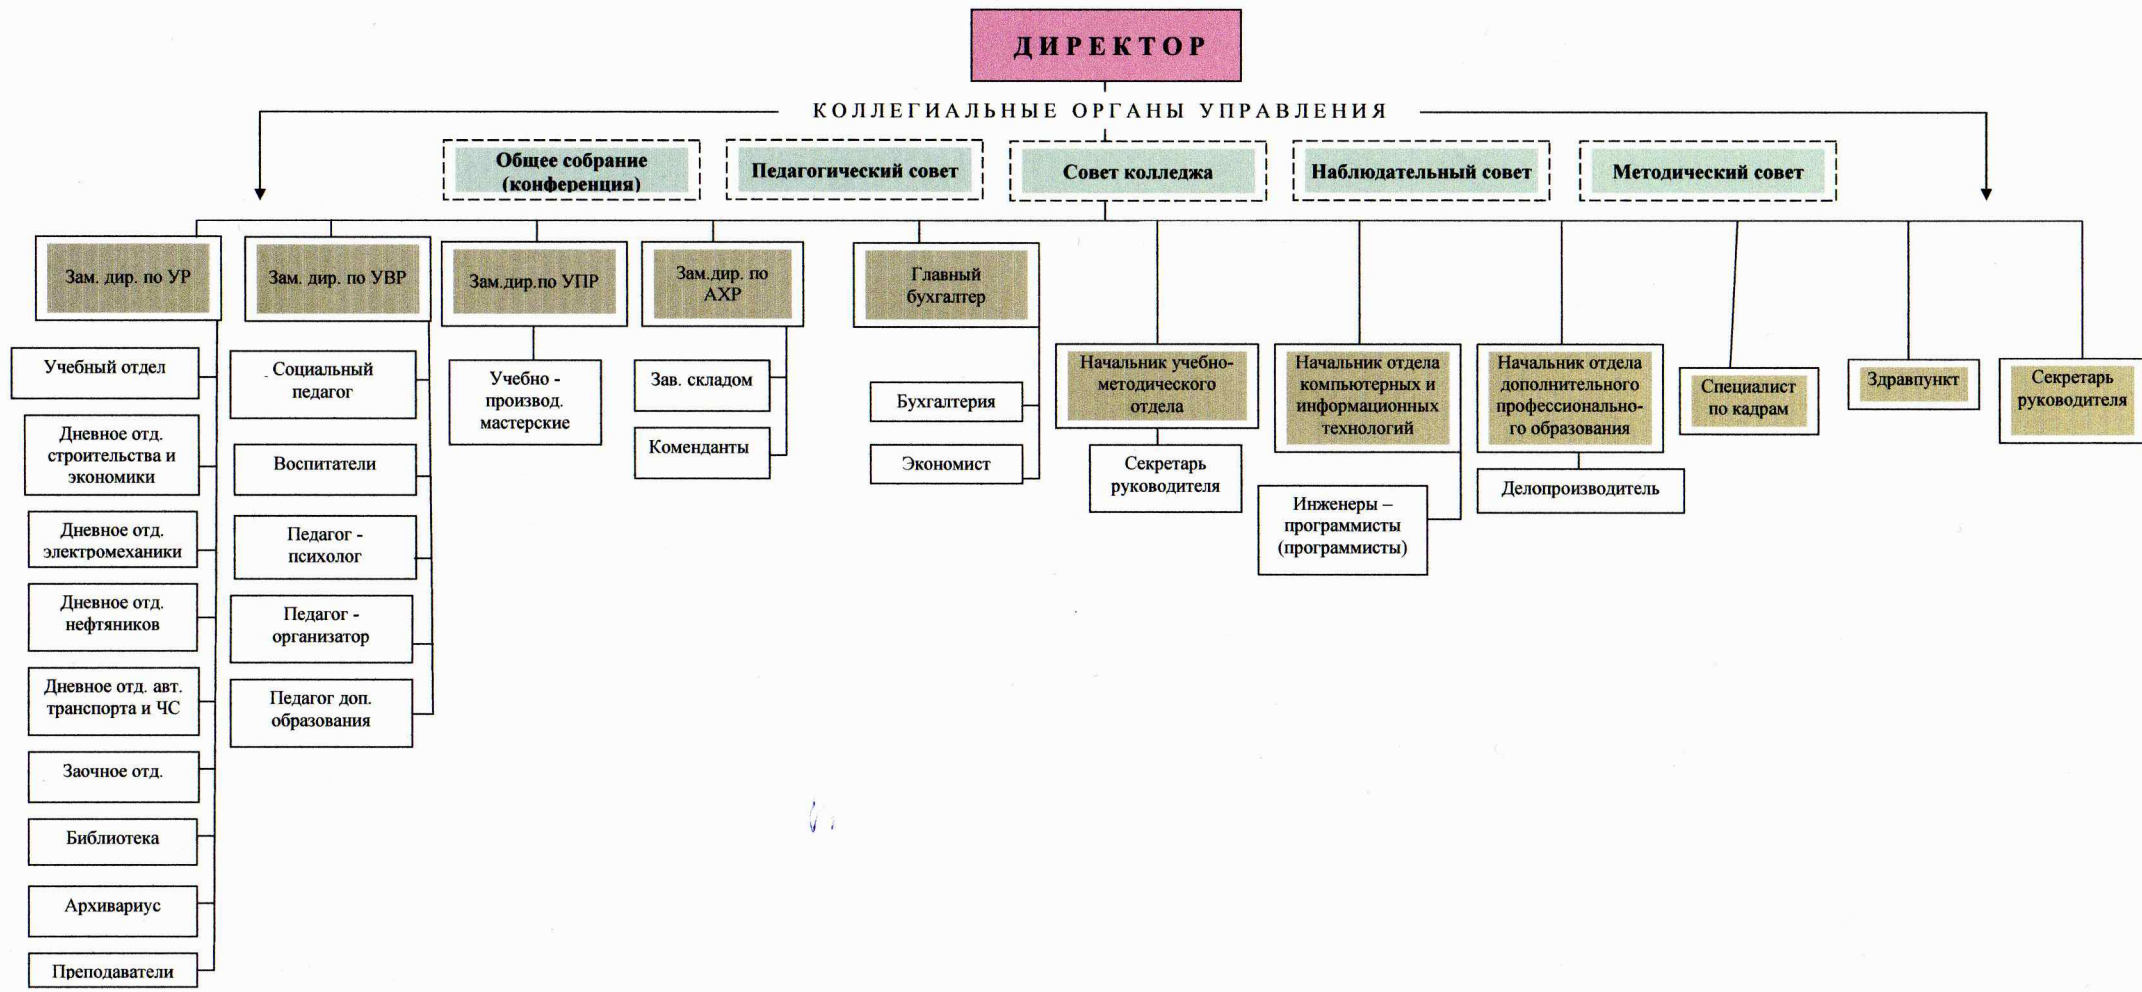 ДИРЕКТОР
КОЛЛЕГИАЛЬНЫЕ ОРГАНЫ УПРАВЛЕНИЯ
Общее собрание
(конференция)
Педагогический совет
Совет колледжа
Наблюдательный совет
Методический совет
Зам. дир. по УР
Зам. дир. по УВР
Зам.дир.по УПР
Зам.дир. по
АХР
Главный
бухгалтер
Учебный отдел
Дневное отд.
строительства и
экономики
Дневное отд.
электромеханики
Дневное отд.
нефтяников
Дневное отд. авт.
транспорта и ЧС
Заочное отд.
Библиотека
Архивариус
Преподаватели
Социальный
педагог
Воспитатели
Педагог -
психолог
Педагог -
организатор
Педагог доп.
образования
Учебно -
производ.
мастерские
Зав. складом
Коменданты
Бухгалтерия
Экономист
Начальник учебно-
методического
отдела
Секретарь
руководителя
Начальник отдела
компьютерных и
информационных
технологий
Инженеры –
программисты
(программисты)
Начальник отдела
дополнительного
профессионально-
го образования
Делопроизводитель
Специалист
по кадрам
Здравпункт
Секретарь
руководителя